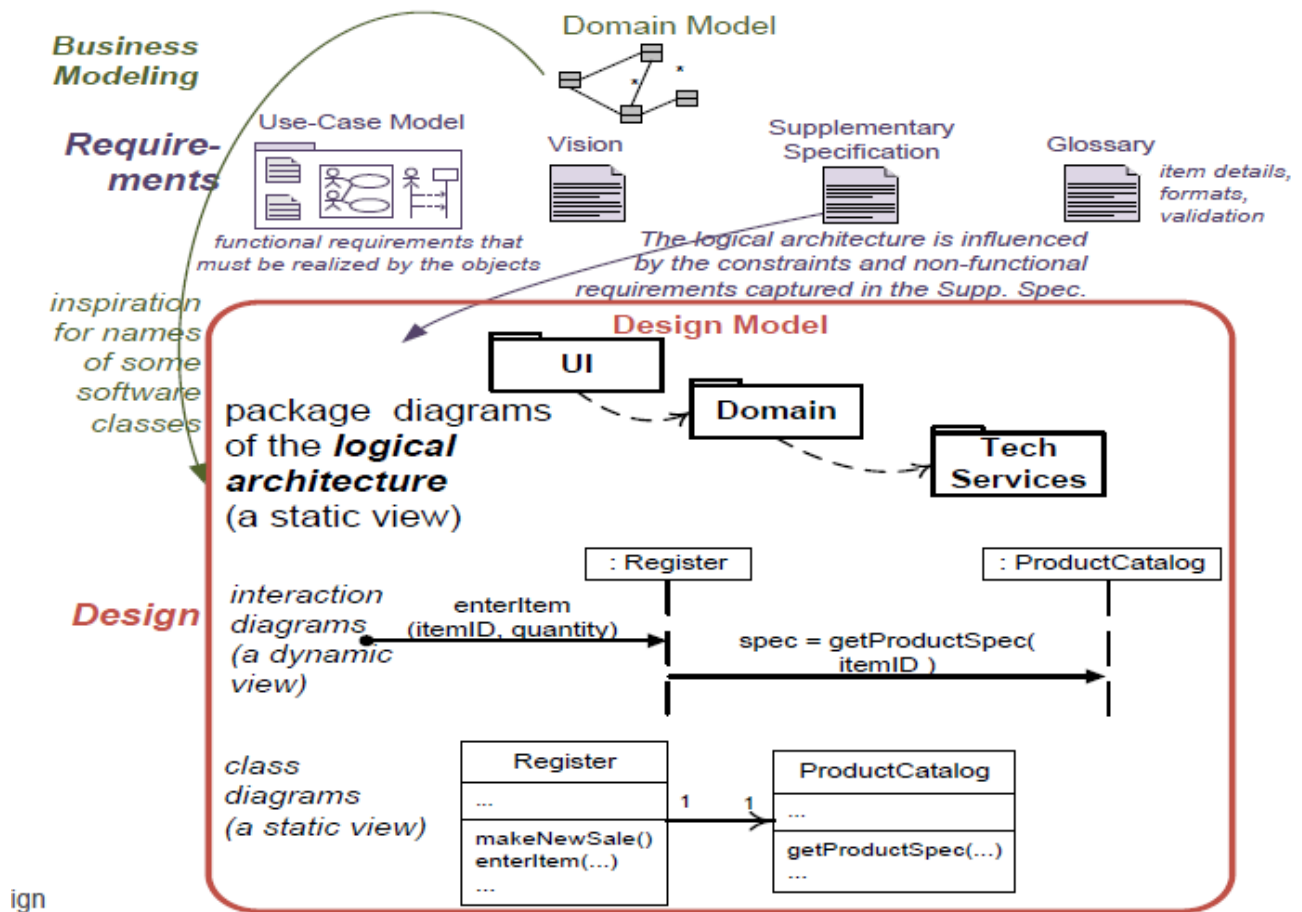 Domain Model
Business
Modeling
*
*
Require-
ments
Use-Case Model
Vision
Supplementary
Specification
Glossary
item details,
formats,
validation
functional requirements that
must be realized by the objects
The logical architecture is influenced
by the constraints and non-functional
requirements captured in the Supp. Spec.
inspiration
for names
of some
software
classes
Design Model
UI
Domain
Tech
Services
package diagrams
of the logical
architecture
(a static view)
Design
interaction
diagrams
(a dynamic
view)
: Register
: ProductCatalog
enterItem
(itemID, quantity)
spec = getProductSpec(
itemID )
class
diagrams
(a static view)
Register
...
makeNewSale()
enterItem(...)
...
1
1
ProductCatalog
...
getProductSpec(...)
...
ign